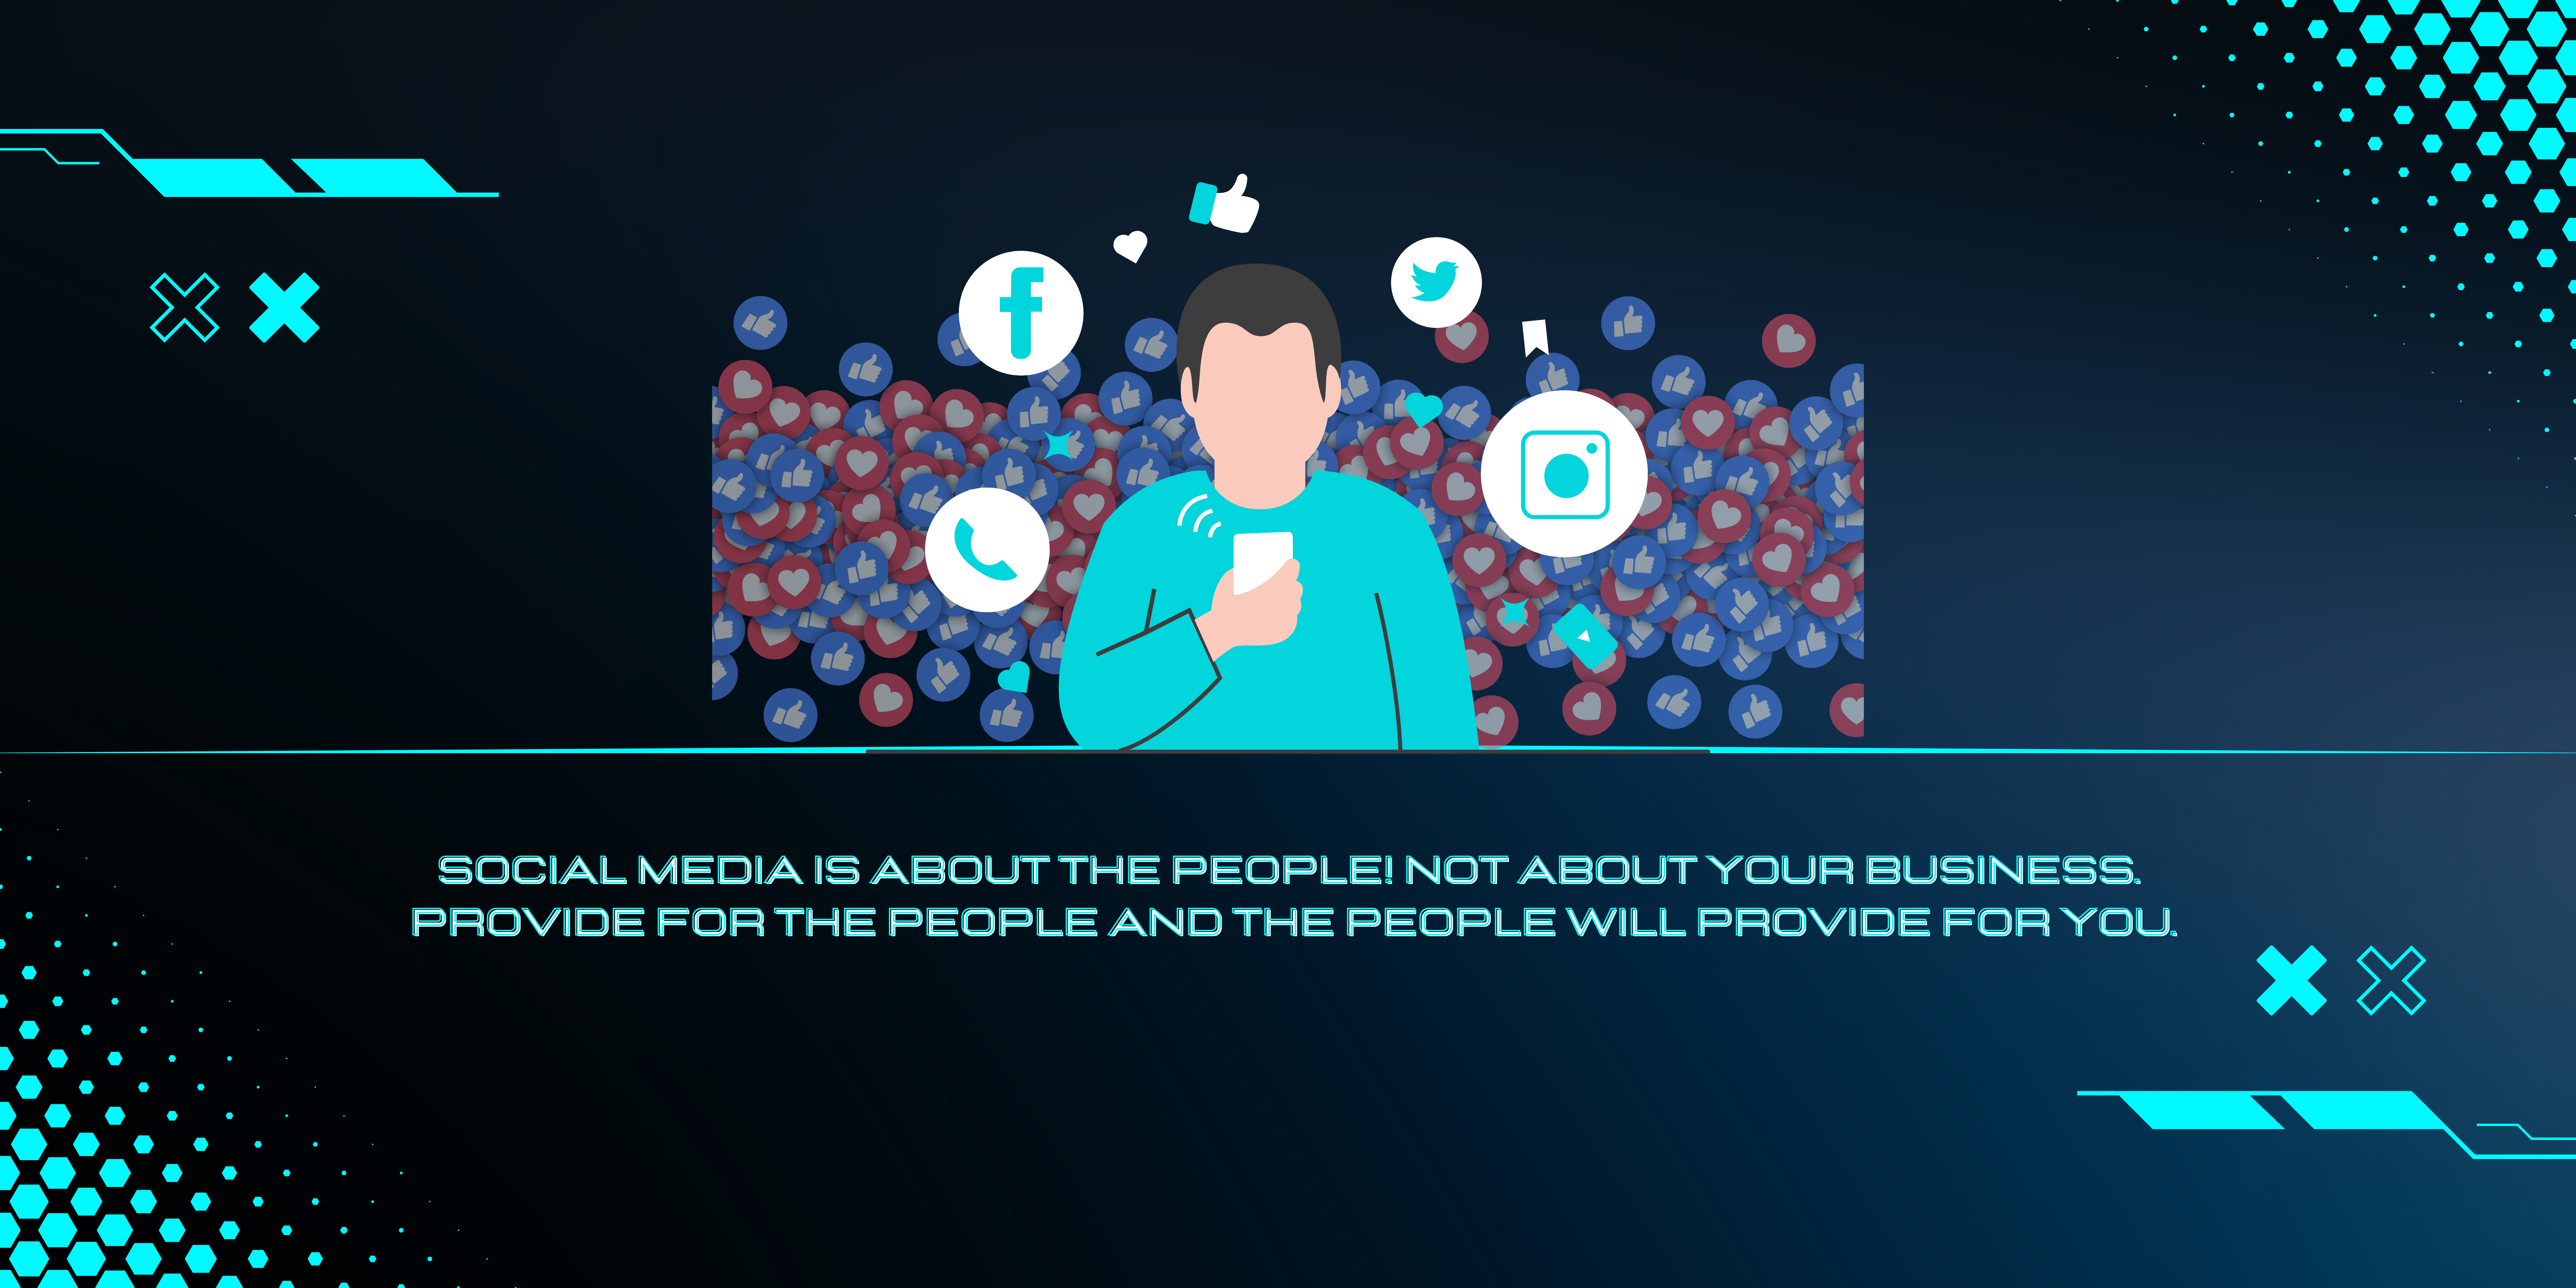 SOCIAL MEDIA IS ABOUT THE PEOPLE! NOT ABOUT YOUR BUSINESS.
PROVIDE FOR THE PEOPLE AND THE PEOPLE WILL PROVIDE FOR YOU.